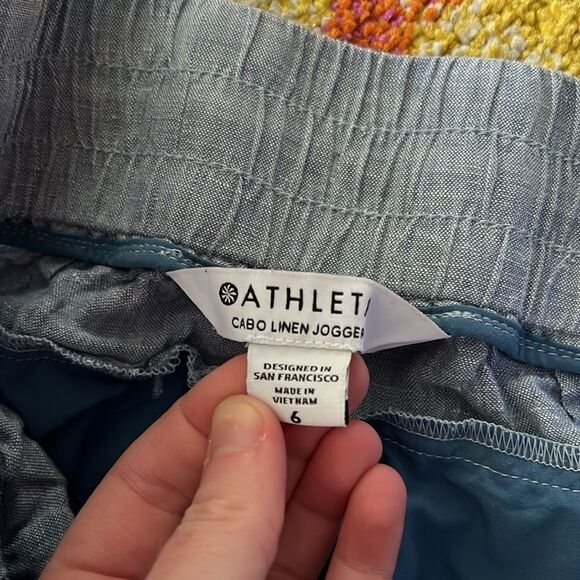 ATHLETA
CABO LINEN JOGGER
DESIGNED IN
SAN FRANCISCO
MADE IN
VIETNAM
6